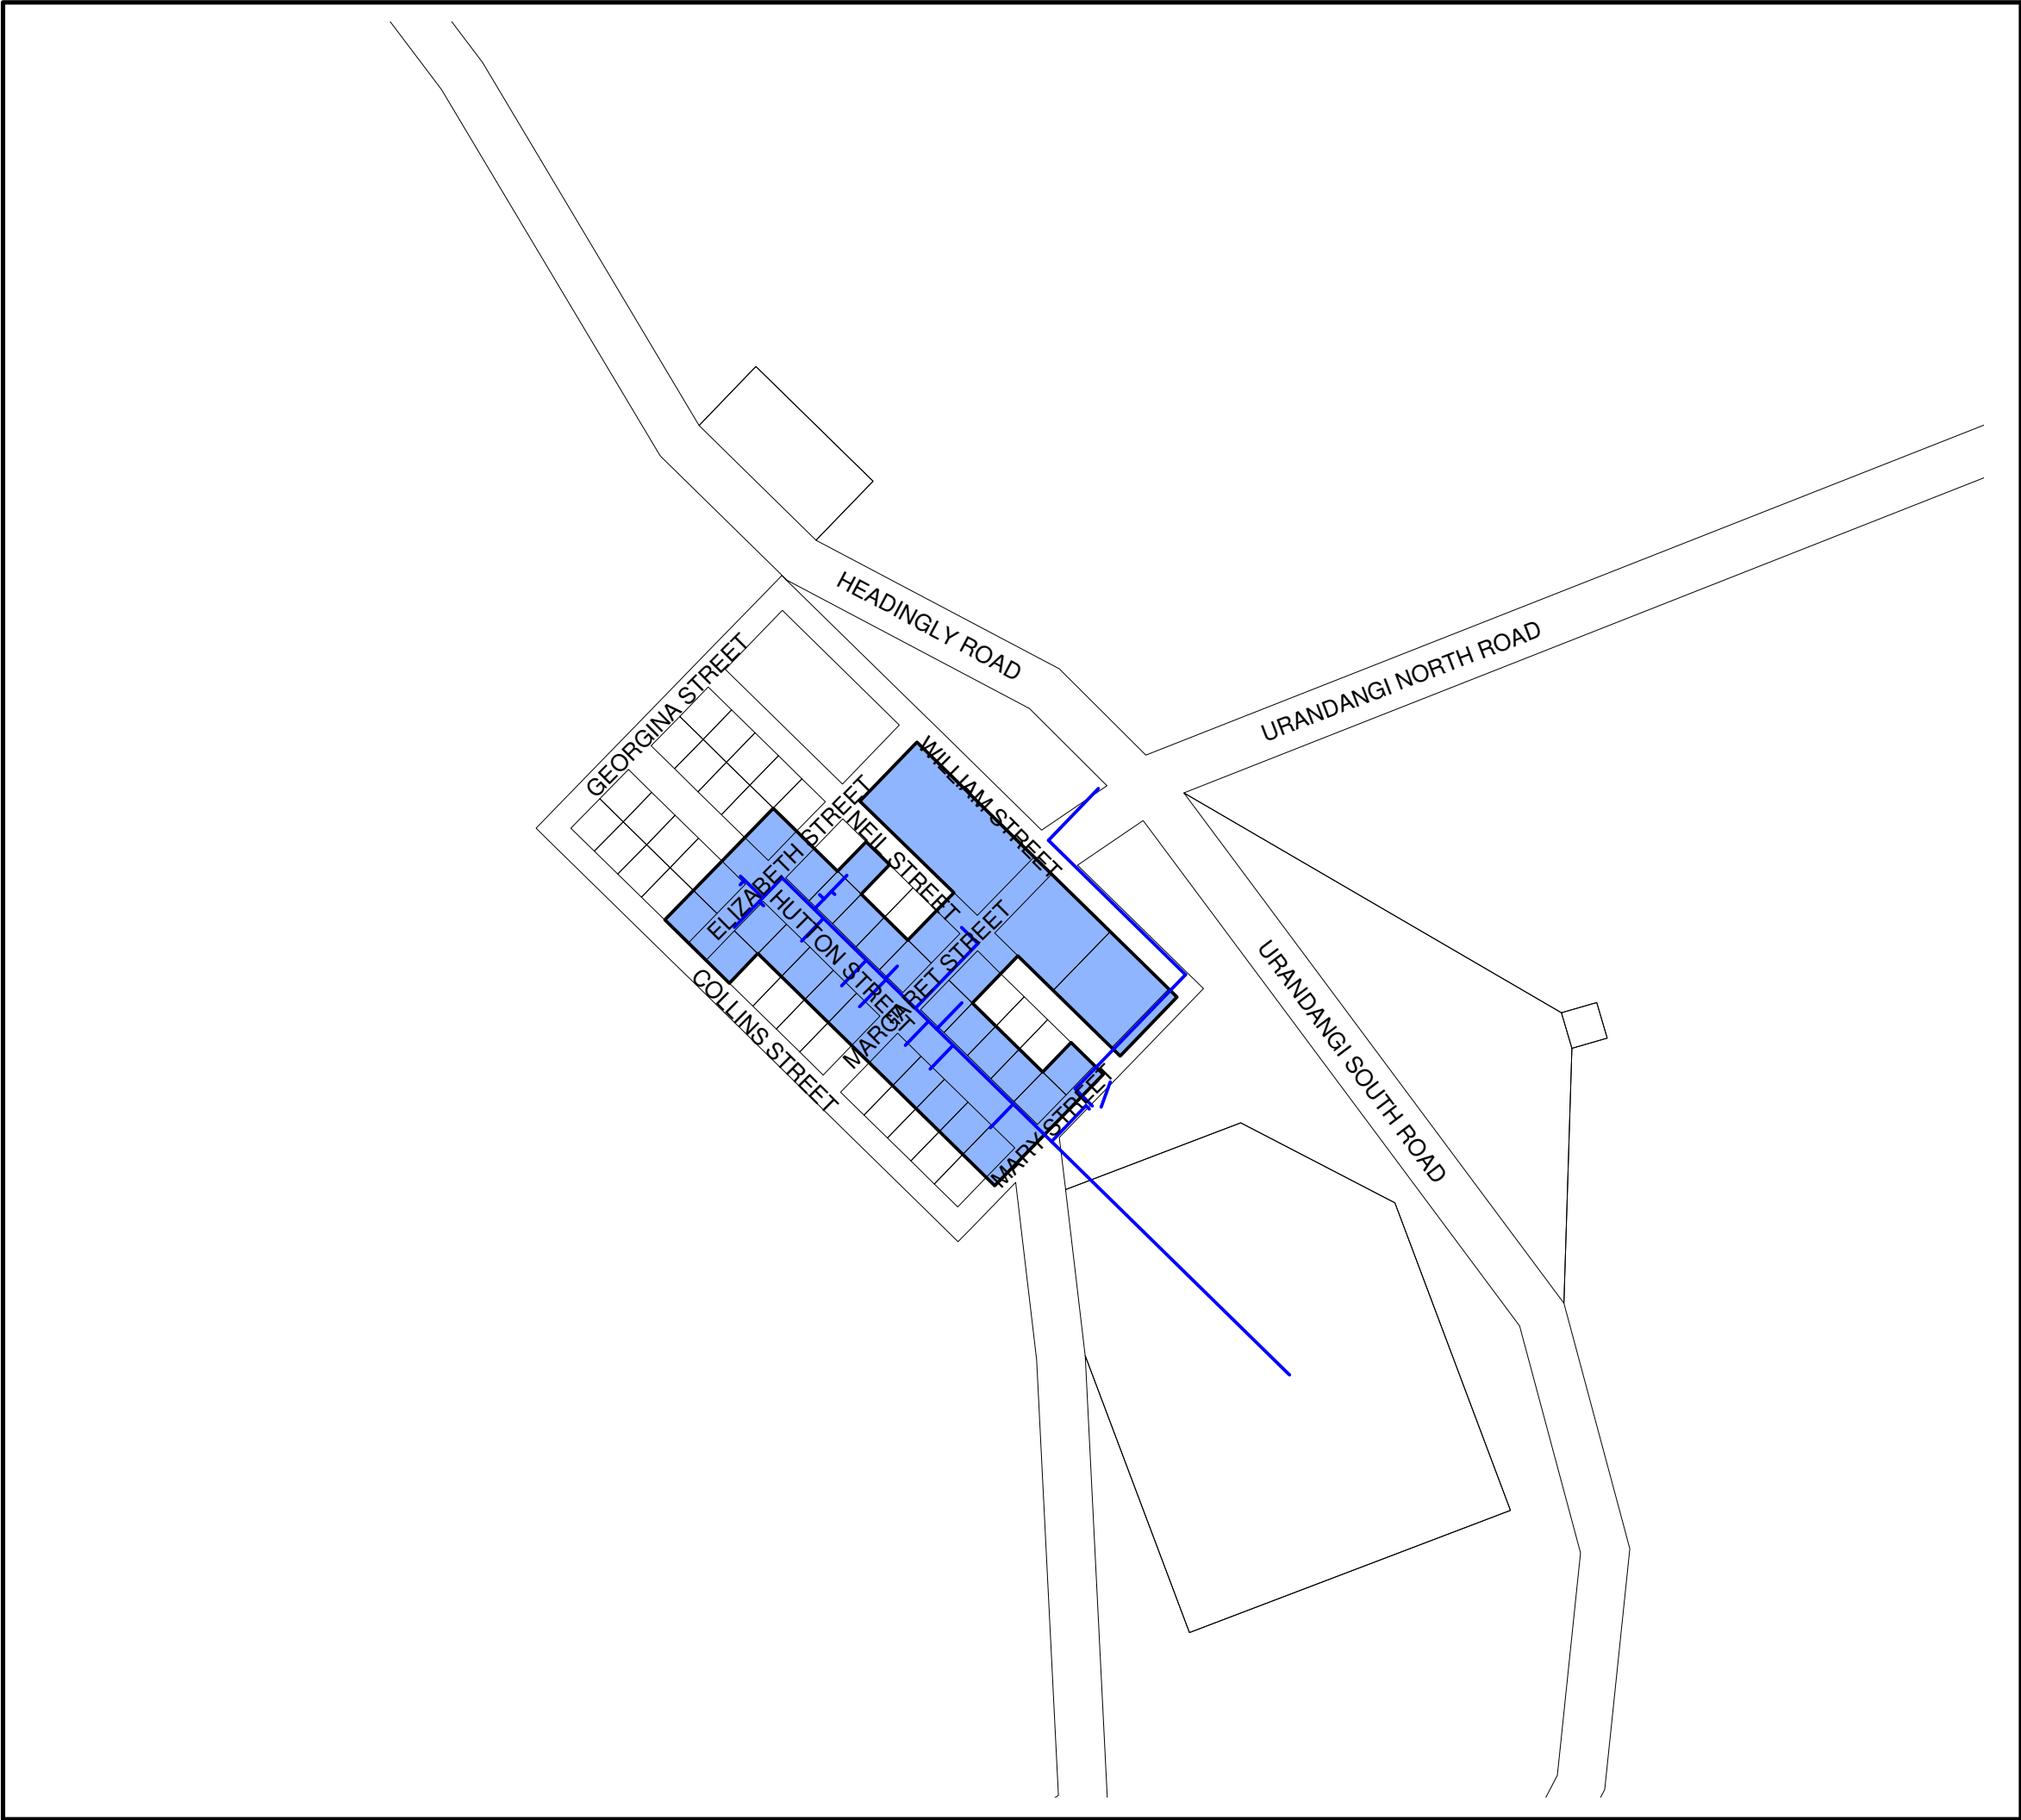 HEADINGLY ROAD
URANDANGI NORTH ROAD
GEORGINA STREET
WILLIAM STREET
NEIL STREET
ELIZABETH STREET
HUTTON STREET
MARGARET STREET
COLLINS STREET
MARY STREET
URANDANGI SOUTH ROAD